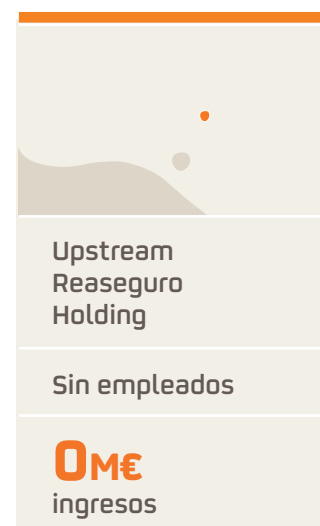 Upstream
Reaseguro
Holding
Sin empleados
0M€
ingresos